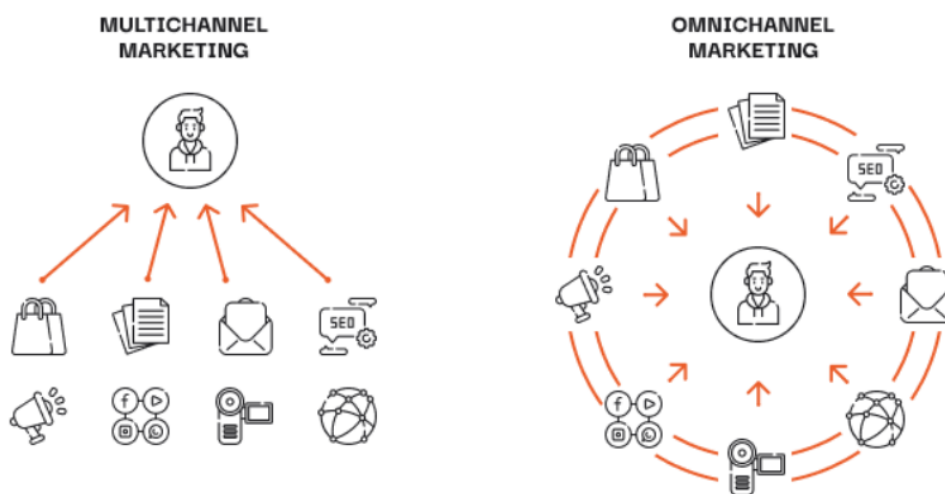 MULTICHANNEL
MARKETING
OMNICHANNEL
MARKETING
SEO
SEO
f
f